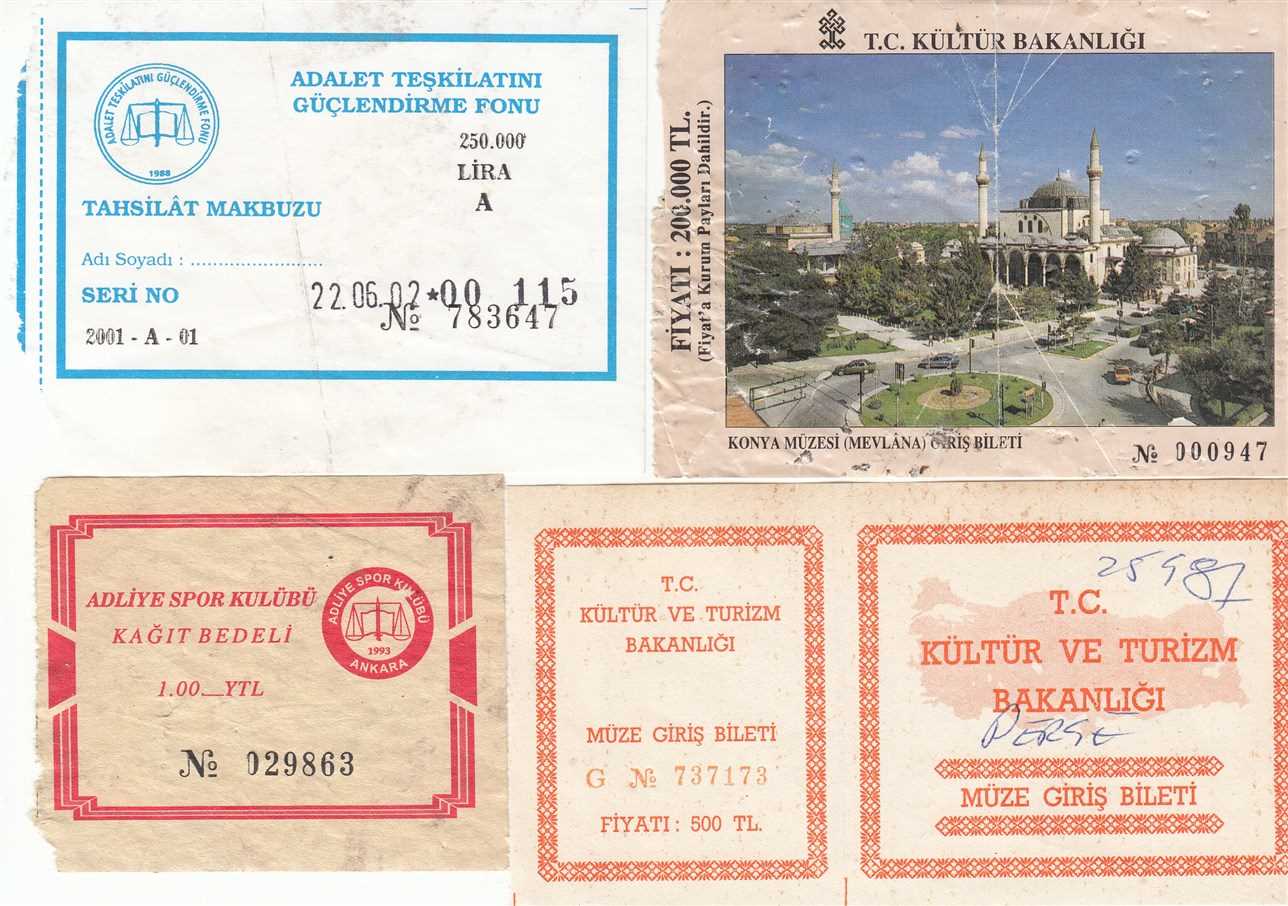 ADALET TEŞKİLATINI GÜÇLENDİRME FONU
1988
ADALET TEŞKİLATINI
GÜÇLENDİRME FONU
250.000
LİRA
A
TAHSİLÂT MAKBUZU
Adı Soyadı : ........................
SERİ NO
22.06.02 *00 115
№ 783647
2001 - A - 01
T.C. KÜLTÜR BAKANLIĞI
FİYATI : 200.000 TL.
(Fiyat'a Kurum Payları Dahildir.)
KONYA MÜZESİ (MEVLÂNA) GİRİŞ BİLETİ
№ 000947
ADLİYE SPOR KULÜBÜ
KAĞIT BEDELİ
1.00__YTL
ADLİYE SPOR KULÜBÜ
1993
ANKARA
№ 029863
T.C.
KÜLTÜR VE TURİZM
BAKANLIĞI
MÜZE GİRİŞ BİLETİ
G № 737173
FİYATI : 500 TL.
25 9 87
T.C.
KÜLTÜR VE TURİZM
BAKANLIĞI
PERGE
MÜZE GİRİŞ BİLETİ